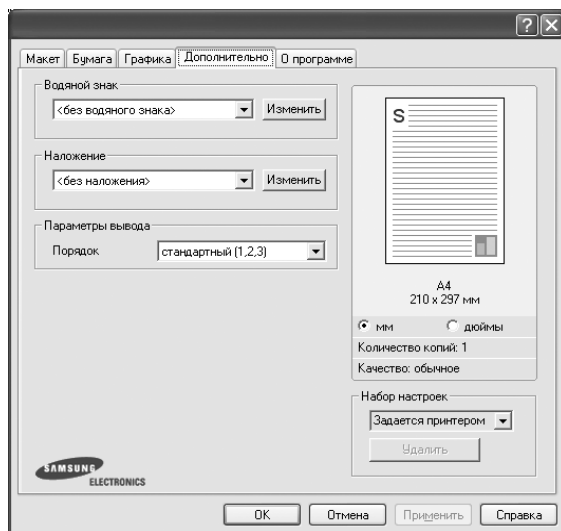 Макет Бумага Графика Дополнительно О программе
Водяной знак
<без водяного знака> Изменить
Наложение
<без наложения> Изменить
Параметры вывода
Порядок стандартный (1,2,3)
S
A4
210 x 297 мм
мм дюймы
Количество копий: 1
Качество: обычное
Набор настроек
Задается принтером
Удалить
SAMSUNG
ELECTRONICS
OK Отмена Применить Справка